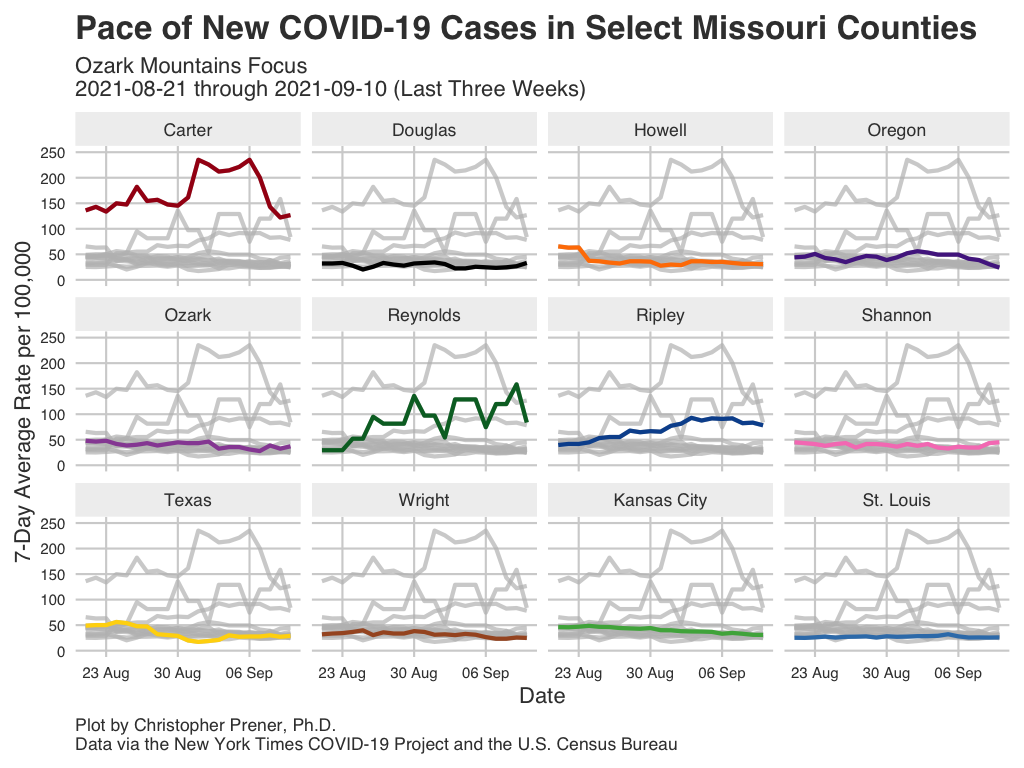 Pace of New COVID-19 Cases in Select Missouri Counties
Ozark Mountains Focus
2021-08-21 through 2021-09-10 (Last Three Weeks)
7-Day Average Rate per 100,000
Carter Douglas Howell Oregon
250
200
150
100
50
0
Ozark Reynolds Ripley Shannon
250
200
150
100
50
0
Texas Wright Kansas City St. Louis
250
200
150
100
50
0
23 Aug 30 Aug 06 Sep 23 Aug 30 Aug 06 Sep 23 Aug 30 Aug 06 Sep 23 Aug 30 Aug 06 Sep
Date
Plot by Christopher Prener, Ph.D.
Data via the New York Times COVID-19 Project and the U.S. Census Bureau